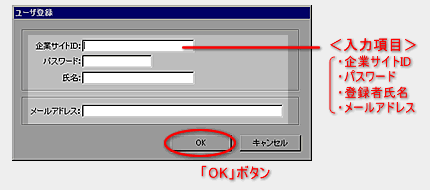 ユーザ登録
企業サイトID:
パスワード:
氏名:
メールアドレス:
OK
キャンセル
＜入力項目＞
・企業サイトID
・パスワード
・登録者氏名
・メールアドレス
「OK」ボタン